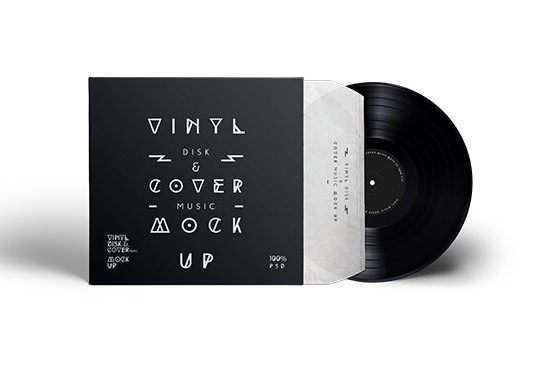 VINYL
DISK
&
COVER
MUSIC
MOCK
UP
VINYL
DISK &
COVER MUSIC
MOCK
UP
100%
PSD
VINYL DISK
&
COVER MUSIC MOCK UP